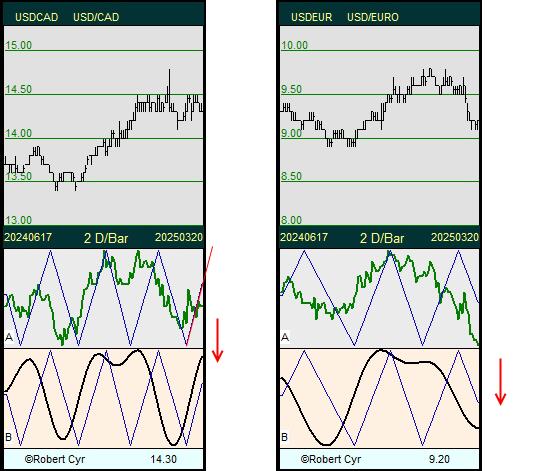 USDCAD USD/CAD
15.00
14.50
14.00
13.50
13.00
20240617 2 D/Bar 20250320
A
B
©Robert Cyr 14.30
USDEUR USD/EURO
10.00
9.50
9.00
8.50
8.00
20240617 2 D/Bar 20250320
A
B
©Robert Cyr 9.20